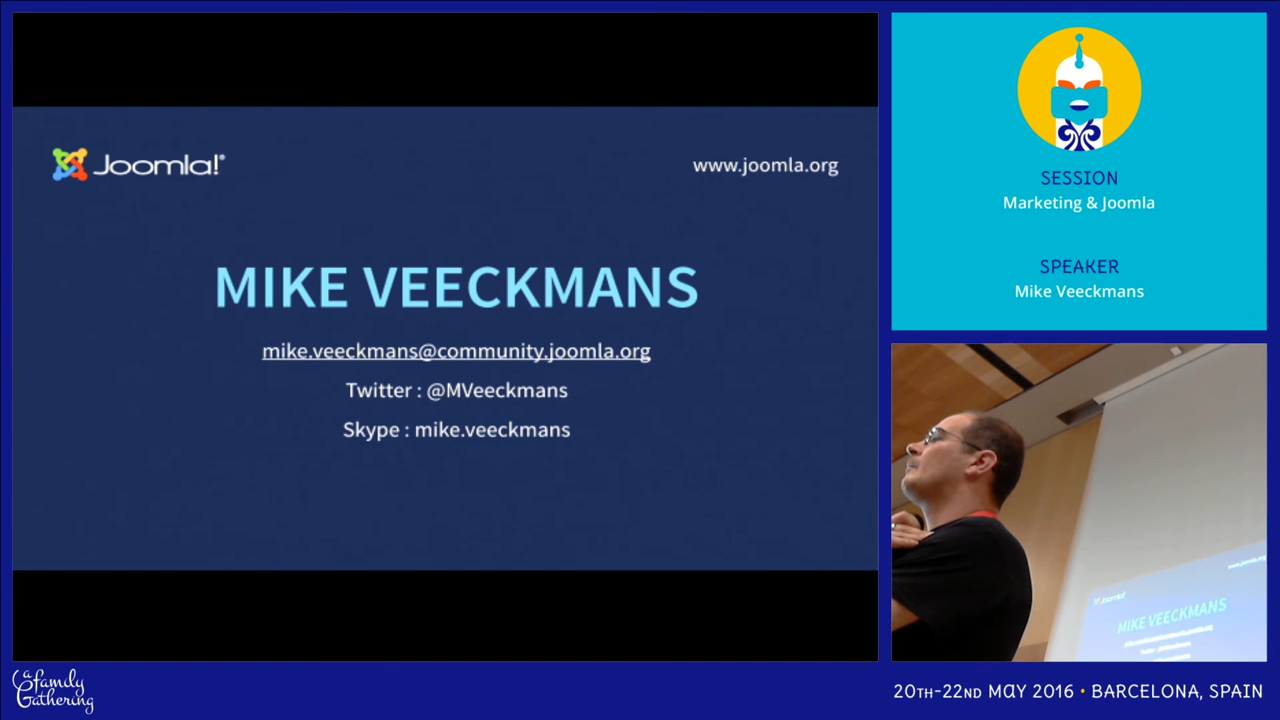 Joomla!®
www.joomla.org
MIKE VEECKMANS
mike.veeckmans@community.joomla.org
Twitter : @MVeeckmans
Skype : mike.veeckmans
SESSION
Marketing & Joomla
SPEAKER
Mike Veeckmans
Joomla!
MIKE VEECKMANS
a family
Gathering
20TH-22ND MAY 2016 • BARCELONA, SPAIN